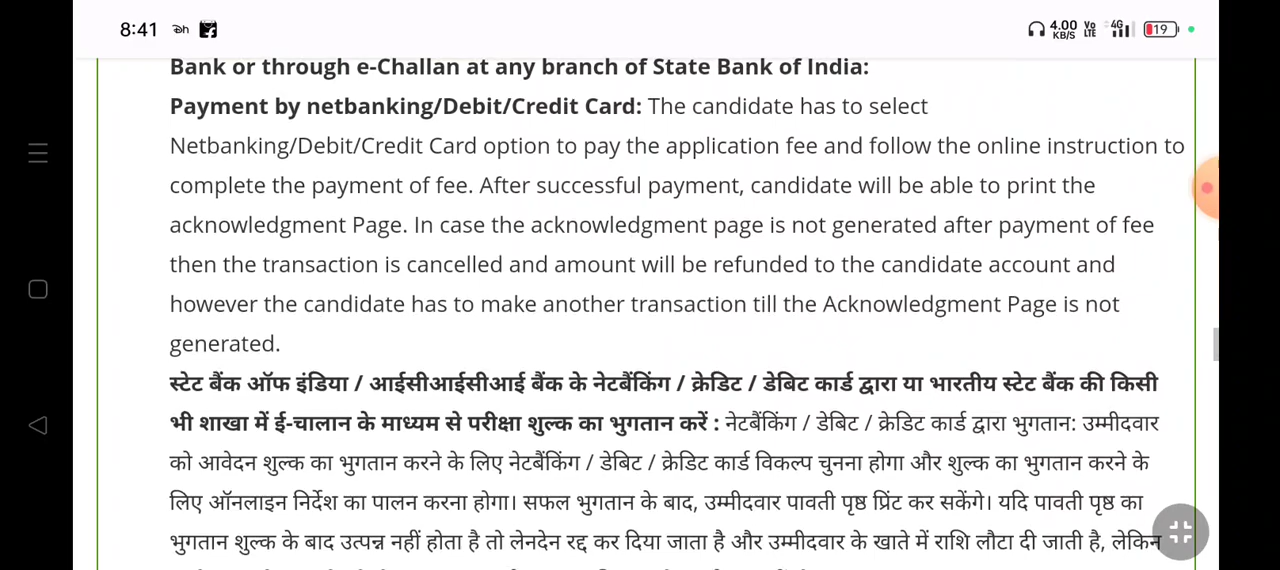 8:41
4.00 KB/S Vo LTE 4G 19
Bank or through e-Challan at any branch of State Bank of India:
Payment by netbanking/Debit/Credit Card: The candidate has to select
Netbanking/Debit/Credit Card option to pay the application fee and follow the online instruction to
complete the payment of fee. After successful payment, candidate will be able to print the
acknowledgment Page. In case the acknowledgment page is not generated after payment of fee
then the transaction is cancelled and amount will be refunded to the candidate account and
however the candidate has to make another transaction till the Acknowledgment Page is not
generated.
स्टेट बैंक ऑफ इंडिया / आईसीआईसीआई बैंक के नेटबैंकिंग / क्रेडिट / डेबिट कार्ड द्वारा या भारतीय स्टेट बैंक की किसी
भी शाखा में ई-चालान के माध्यम से परीक्षा शुल्क का भुगतान करें : नेटबैंकिंग / डेबिट / क्रेडिट कार्ड द्वारा भुगतान: उम्मीदवार
को आवेदन शुल्क का भुगतान करने के लिए नेटबैंकिंग / डेबिट / क्रेडिट कार्ड विकल्प चुनना होगा और शुल्क का भुगतान करने के
लिए ऑनलाइन निर्देश का पालन करना होगा। सफल भुगतान के बाद, उम्मीदवार पावती पृष्ठ प्रिंट कर सकेंगे। यदि पावती पृष्ठ का
भुगतान शुल्क के बाद उत्पन्न नहीं होता है तो लेनदेन रद्द कर दिया जाता है और उम्मीदवार के खाते में राशि लौटा दी जाती है, लेकिन